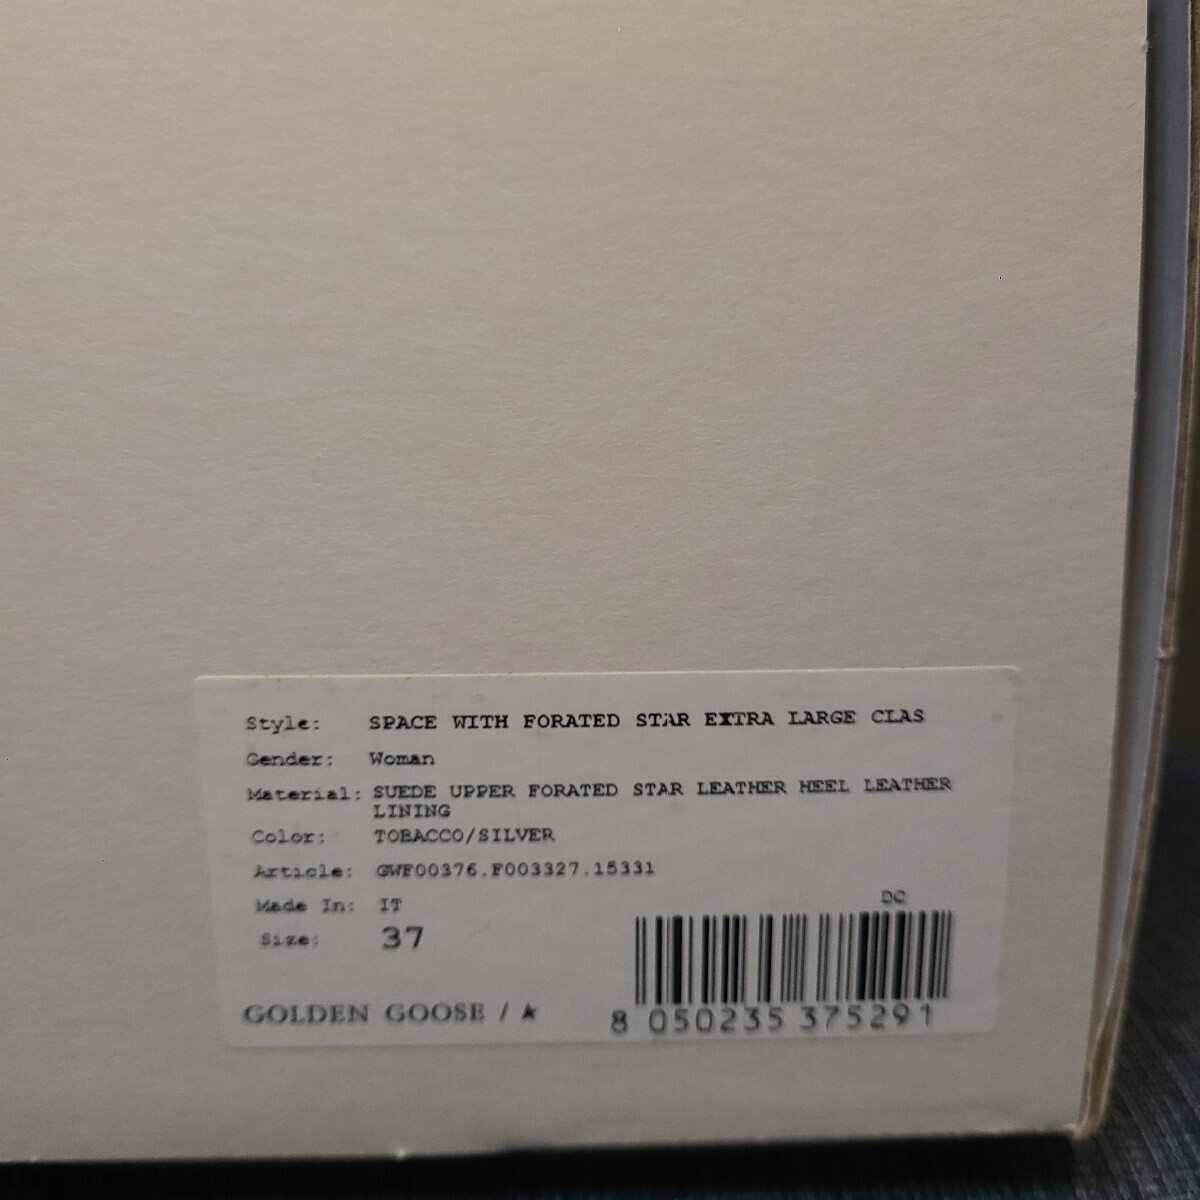 Style: SPACE WITH FORATED STAR EXTRA LARGE CLAS
Gender: Woman
Material: SUEDE UPPER FORATED STAR LEATHER HEEL LEATHER
LINING
Color: TOBACCO/SILVER
Article: GWF00376.F003327.15331
Made In: IT
DC
Size: 37
GOLDEN GOOSE /
8 050235 375291